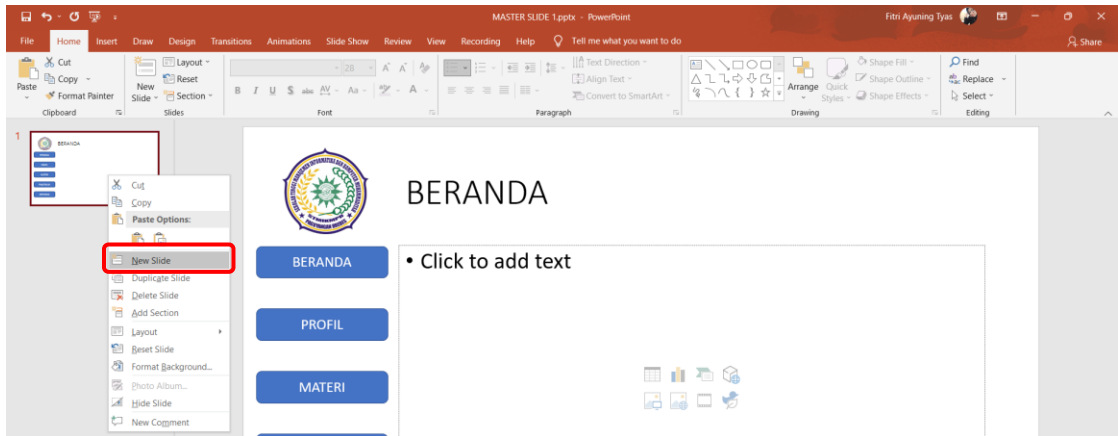 MASTER SLIDE 1.pptx - PowerPoint
Fitri Ayuning Tyas
File Home Insert Draw Design Transitions Animations Slide Show Review View Recording Help Tell me what you want to do
Share
Paste
Cut
Copy
Format Painter
Clipboard
New Slide
Layout
Reset
Section
Slides
28
A A A
B I U S abc AV Aa A
Font
Text Direction
Align Text
Convert to SmartArt
Paragraph
Arrange
Quick Styles
Shape Fill
Shape Outline
Shape Effects
Drawing
Find
Replace
Select
Editing
1
BERANDA
Cut
Copy
Paste Options:
New Slide
Duplicate Slide
Delete Slide
Add Section
Layout
Reset Slide
Format Background...
Photo Album...
Hide Slide
New Comment
BERANDA
BERANDA
PROFIL
MATERI
• Click to add text